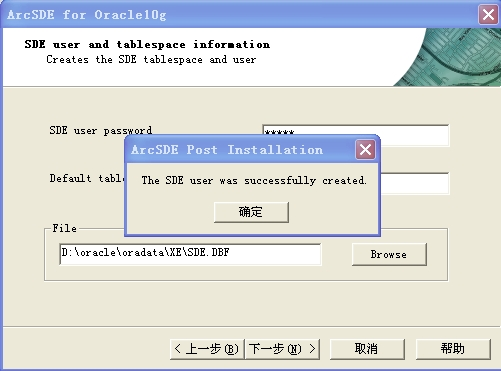 ArcSDE for Oracle10g
SDE user and tablespace information
Creates the SDE tablespace and user
SDE user password
*****
ArcSDE Post Installation
The SDE user was successfully created.
Default table
确定
File
D:\oracle\oradata\XE\SDE.DBF
Browse
< 上一步(B)
下一步(N) >
取消
帮助